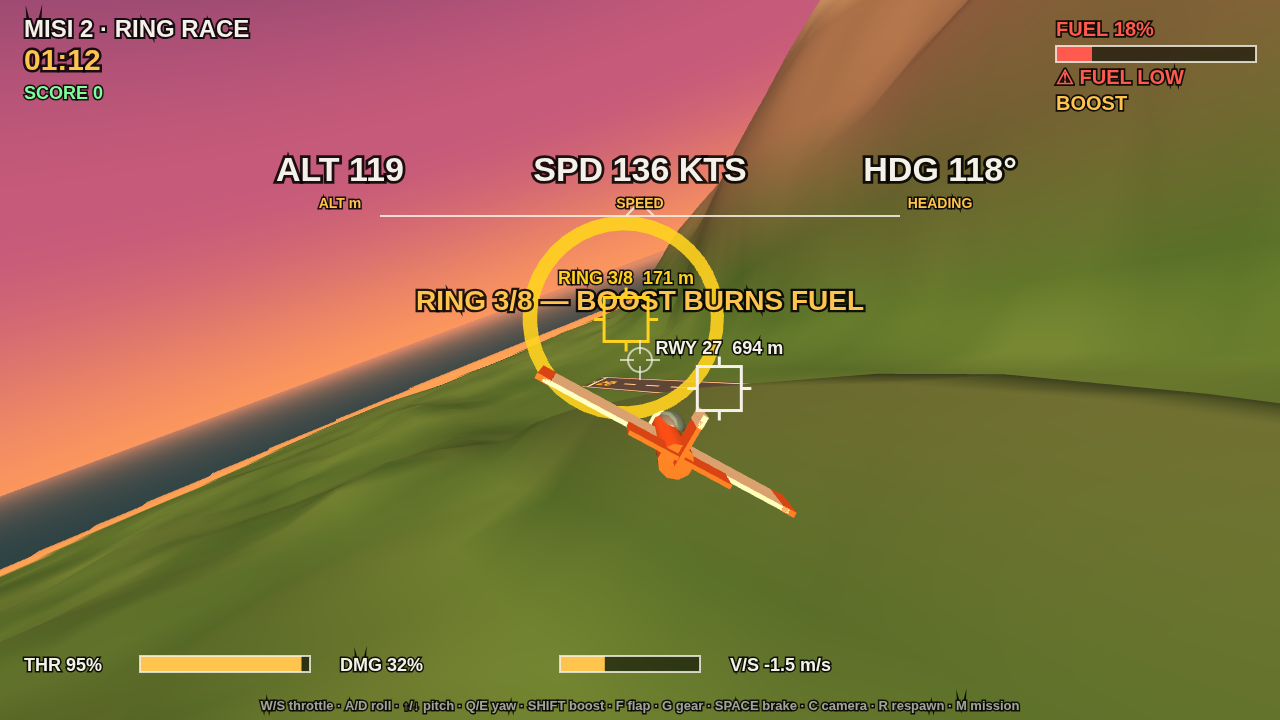 MISI 2 · RING RACE
01:12
SCORE 0
FUEL 18%
⚠ FUEL LOW
BOOST
ALT 119
ALT m
SPD 136 KTS
SPEED
HDG 118°
HEADING
RING 3/8 171 m
RING 3/8 — BOOST BURNS FUEL
RWY 27 694 m
THR 95%
DMG 32%
V/S -1.5 m/s
W/S throttle · A/D roll · ↑/↓ pitch · Q/E yaw · SHIFT boost · F flap · G gear · SPACE brake · C camera · R respawn · M mission